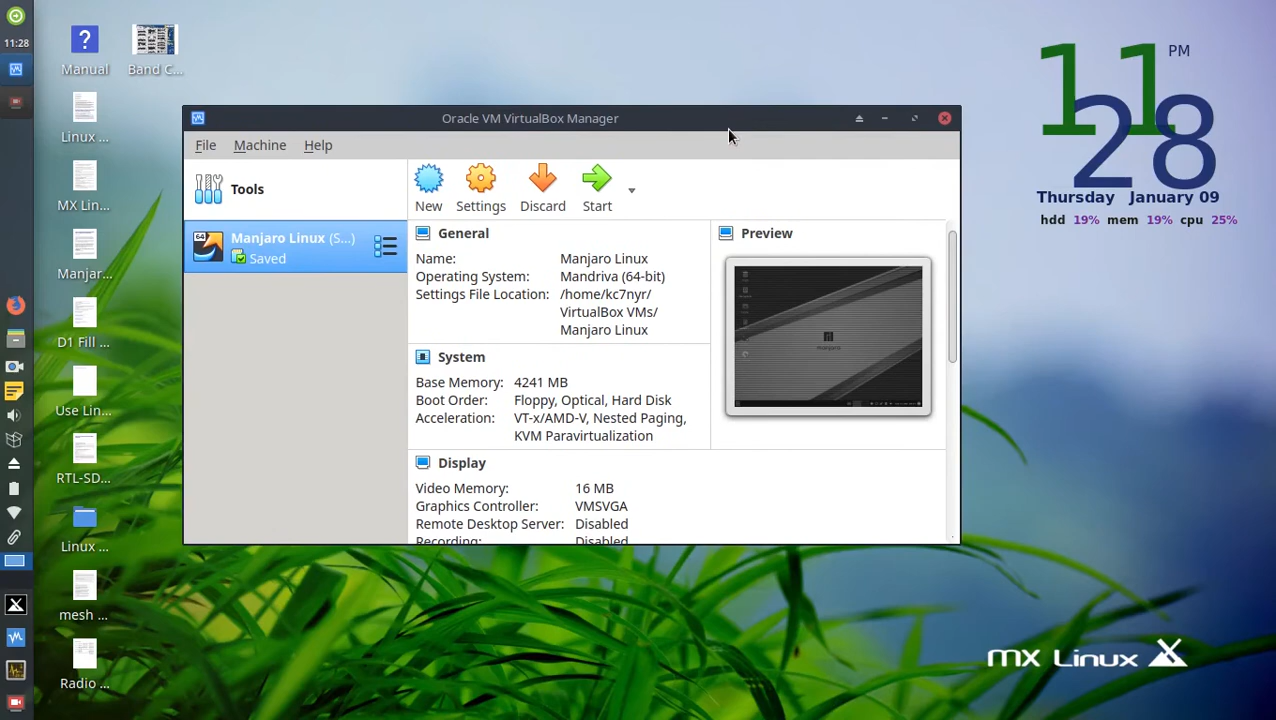 11:28
Manual
Band C...
Linux ...
MX Lin...
Manjar...
D1 Fill ...
Use Lin...
RTL-SD...
Linux ...
mesh ...
Radio ...
Oracle VM VirtualBox Manager
File Machine Help
Tools
New Settings Discard Start
64
Manjaro Linux (S...)
Saved
General
Name: Manjaro Linux
Operating System: Mandriva (64-bit)
Settings File Location: /home/kc7nyr/
VirtualBox VMs/
Manjaro Linux
System
Base Memory: 4241 MB
Boot Order: Floppy, Optical, Hard Disk
Acceleration: VT-x/AMD-V, Nested Paging,
KVM Paravirtualization
Display
Video Memory: 16 MB
Graphics Controller: VMSVGA
Remote Desktop Server: Disabled
Recording: Disabled
Preview
manjaro
11 PM
28
Thursday January 09
hdd 19% mem 19% cpu 25%
MX Linux